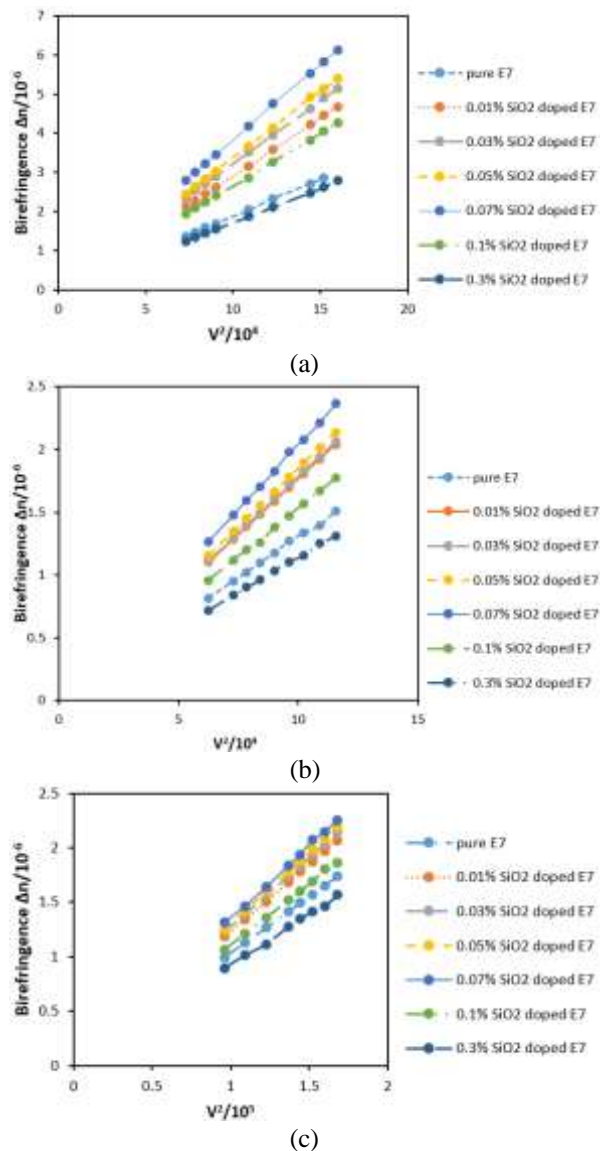 7
6
5
4
3
2
1
0
Birefringence Δn/10⁻⁶
0 5 10 15 20
V²/10⁴
pure E7
0.01% SiO2 doped E7
0.03% SiO2 doped E7
0.05% SiO2 doped E7
0.07% SiO2 doped E7
0.1% SiO2 doped E7
0.3% SiO2 doped E7
(a)
2.5
2
1.5
1
0.5
0
Birefringence Δn/10⁻⁶
0 5 10 15
V²/10⁴
pure E7
0.01% SiO2 doped E7
0.03% SiO2 doped E7
0.05% SiO2 doped E7
0.07% SiO2 doped E7
0.1% SiO2 doped E7
0.3% SiO2 doped E7
(b)
2.5
2
1.5
1
0.5
0
Birefringence Δn/10⁻⁶
0 0.5 1 1.5 2
V²/10⁵
pure E7
0.01% SiO2 doped E7
0.03% SiO2 doped E7
0.05% SiO2 doped E7
0.07% SiO2 doped E7
0.1% SiO2 doped E7
0.3% SiO2 doped E7
(c)